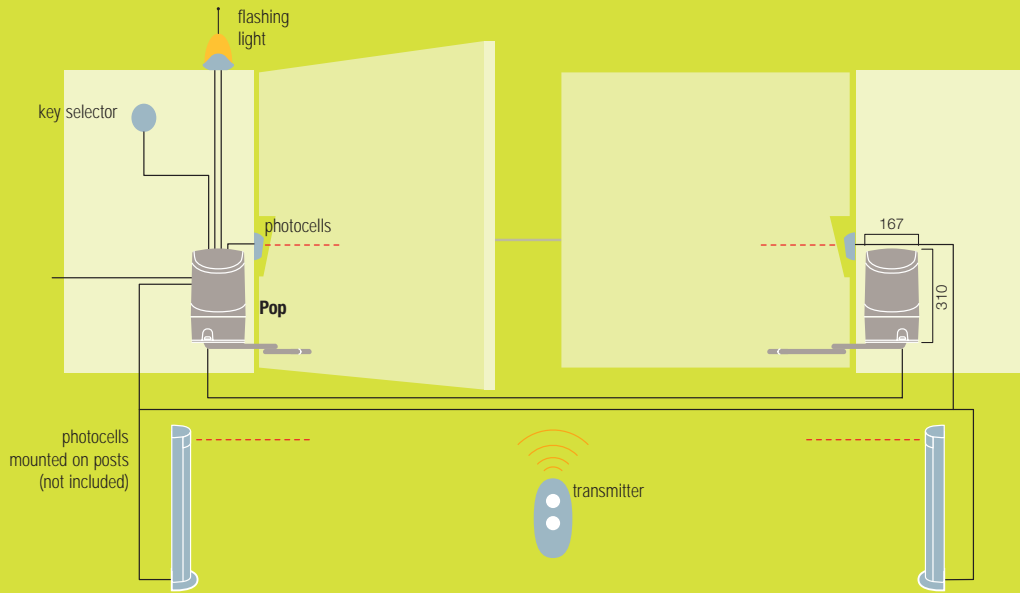 flashing
light
key selector
photocells
167
310
Pop
photocells
mounted on posts
(not included)
transmitter